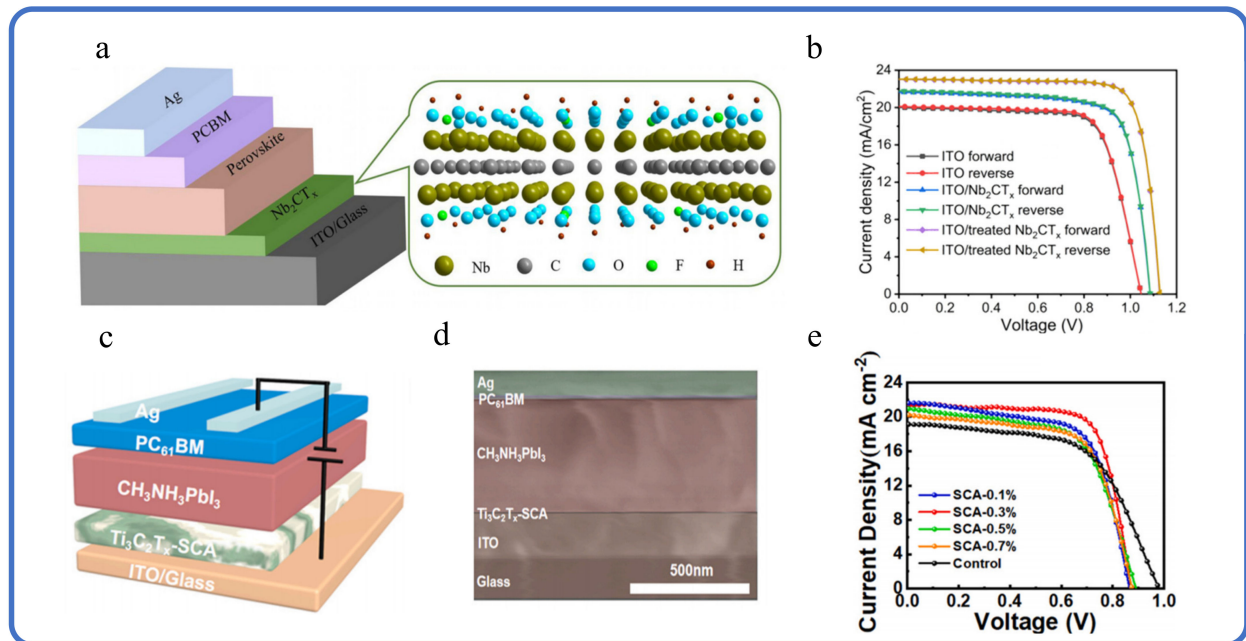 a
Ag
PCBM
Perovskite
Nb₂CTₓ
ITO/Glass
Nb C O F H
b
Current density (mA/cm2)
24
20
16
12
8
4
0
ITO forward
ITO reverse
ITO/Nb₂CTₓ forward
ITO/Nb₂CTₓ reverse
ITO/treated Nb₂CTₓ forward
ITO/treated Nb₂CTₓ reverse
0.0 0.2 0.4 0.6 0.8 1.0 1.2
Voltage (V)
c
Ag
PC₆₁BM
CH₃NH₃PbI₃
Ti₃C₂Tₓ-SCA
ITO/Glass
d
Ag
PC₆₁BM
CH₃NH₃PbI₃
Ti₃C₂Tₓ-SCA
ITO
Glass
500nm
e
Current Density(mA cm⁻²)
24
20
16
12
8
4
0
SCA-0.1%
SCA-0.3%
SCA-0.5%
SCA-0.7%
Control
0.0 0.2 0.4 0.6 0.8 1.0
Voltage (V)